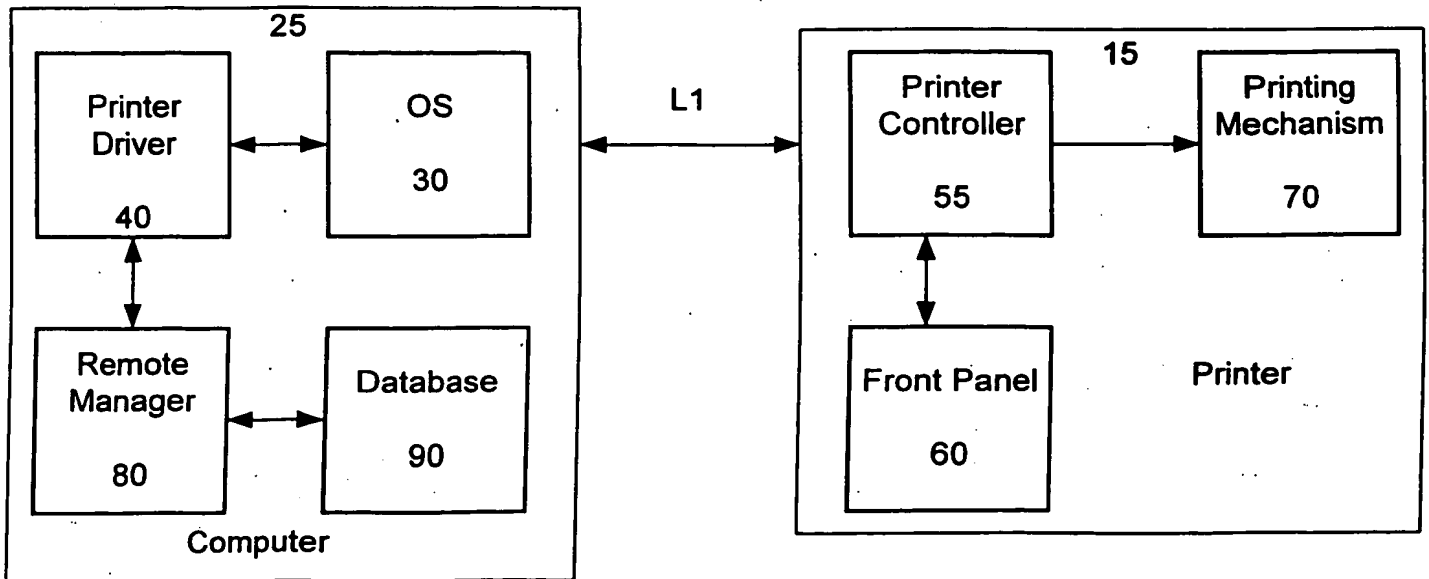 25
Printer
Driver
40
OS
30
Remote
Manager
80
Database
90
Computer
L1
15
Printer
Controller
55
Printing
Mechanism
70
Front Panel
60
Printer